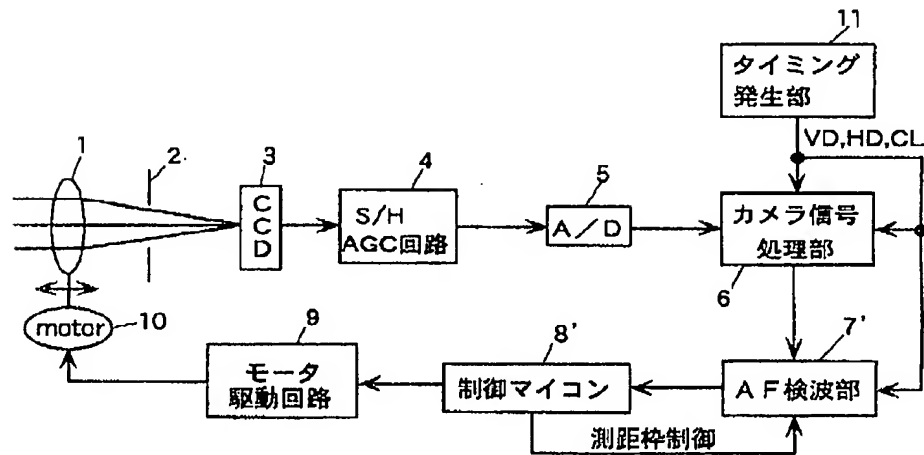 11
タイミング
発生部
VD,HD,CL
1
2
3
CCD
4
S/H
AGC回路
5
A/D
カメラ信号
処理部
6
motor
10
9
モータ
駆動回路
8'
制御マイコン
7'
AF検波部
測距枠制御